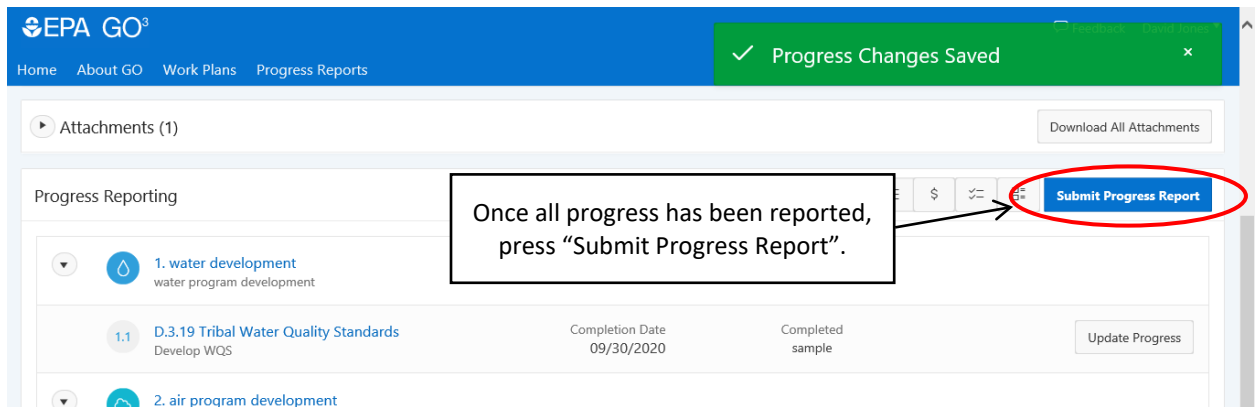 EPA GO³
Feedback David Jones
Home About GO Work Plans Progress Reports
Progress Changes Saved ×
Attachments (1)
Download All Attachments
Progress Reporting
$
Submit Progress Report
Once all progress has been reported,
press “Submit Progress Report”.
1. water development
water program development
1.1
D.3.19 Tribal Water Quality Standards
Develop WQS
Completion Date
09/30/2020
Completed
sample
Update Progress
2. air program development